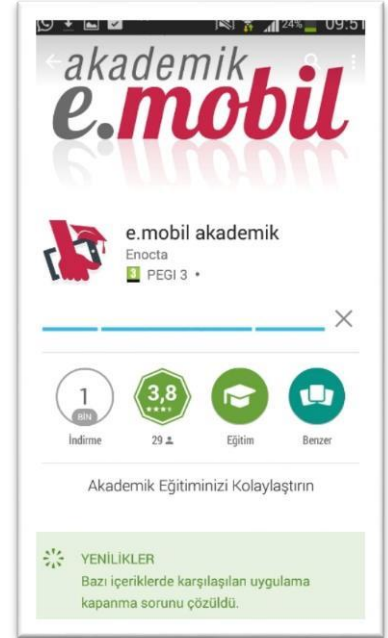 24% 09:51
akademik
e.mobil
e.mobil akademik
Enocta
3 PEGI 3 •
1
BİN
İndirme
3,8
29
Eğitim
Benzer
Akademik Eğitiminizi Kolaylaştırın
YENİLİKLER
Bazı içeriklerde karşılaşılan uygulama
kapanma sorunu çözüldü.